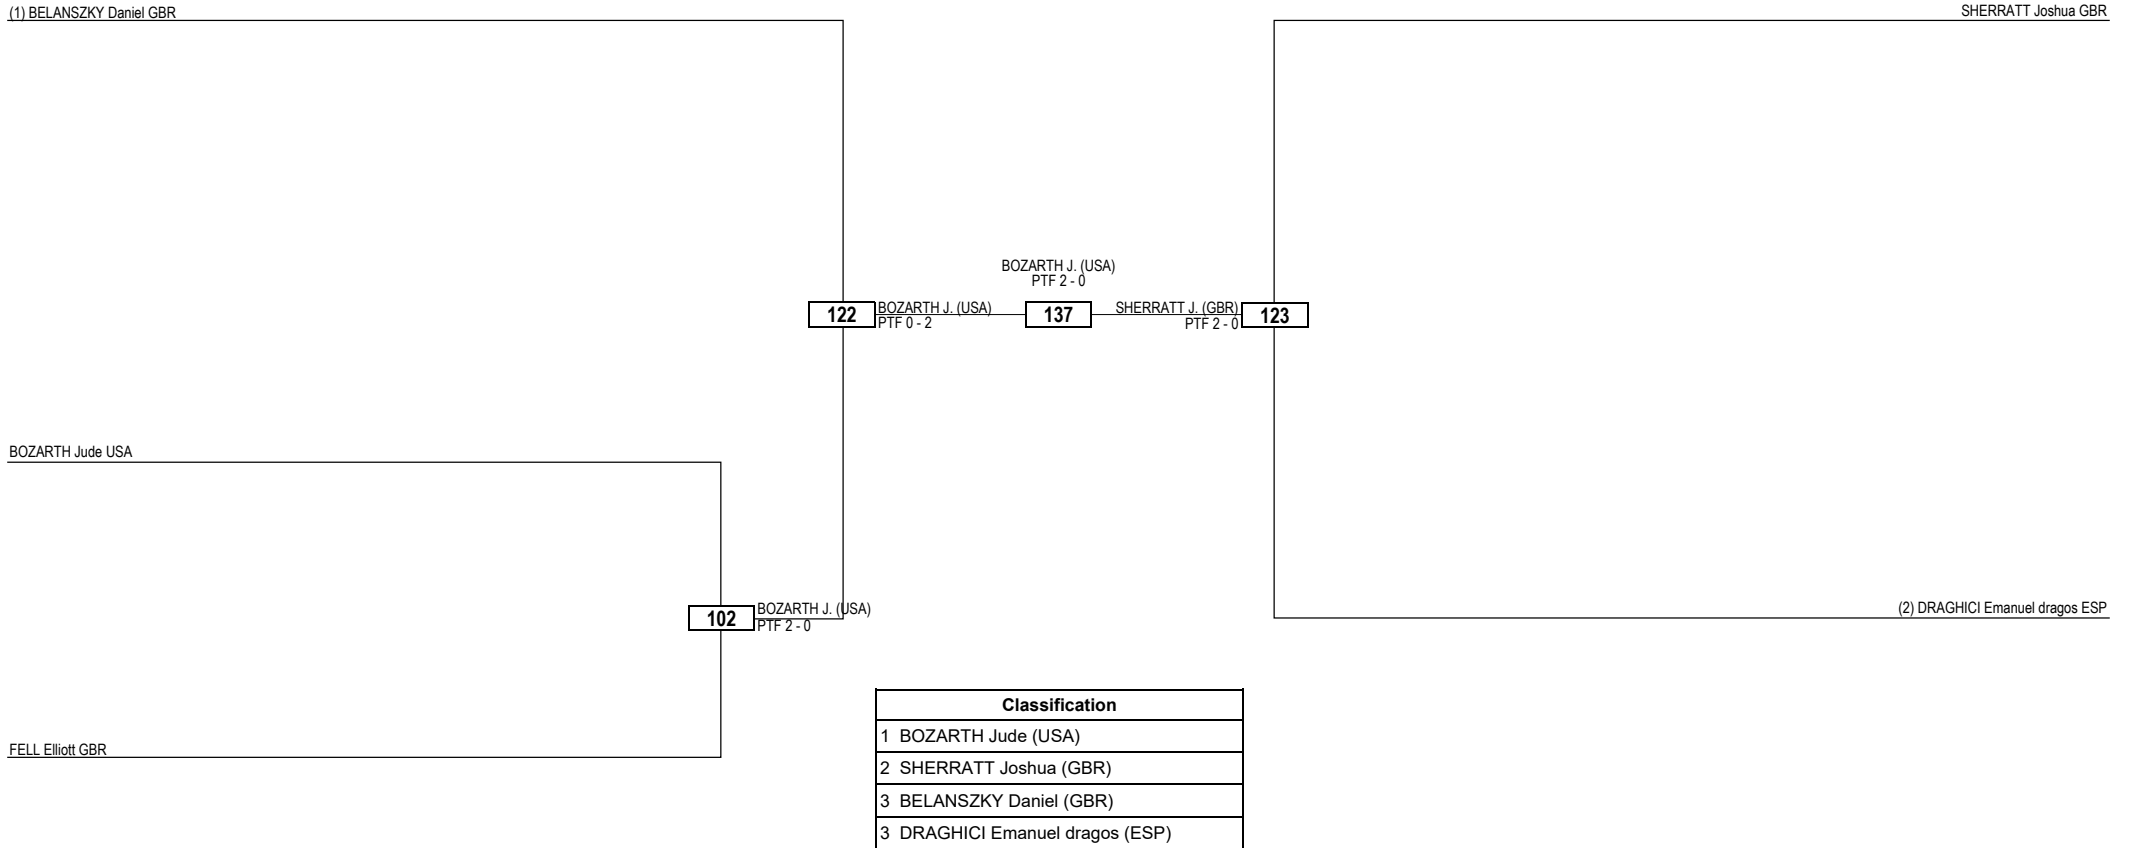 (1) BELANSZKY Daniel GBR
SHERRATT Joshua GBR
BOZARTH J. (USA)
PTF 2 - 0
122
BOZARTH J. (USA)
PTF 0 - 2
137
SHERRATT J. (GBR)
PTF 2 - 0
123
BOZARTH Jude USA
102
BOZARTH J. (USA)
PTF 2 - 0
(2) DRAGHICI Emanuel dragos ESP
FELL Elliott GBR
Classification
1 BOZARTH Jude (USA)
2 SHERRATT Joshua (GBR)
3 BELANSZKY Daniel (GBR)
3 DRAGHICI Emanuel dragos (ESP)